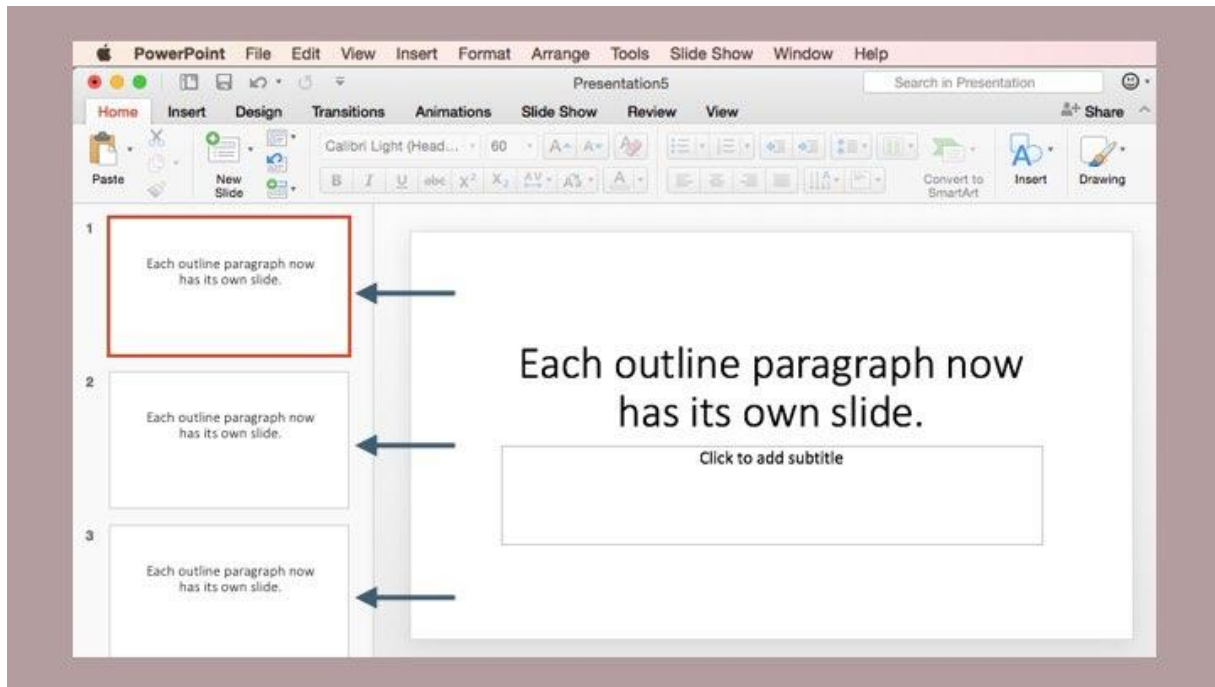 PowerPoint File Edit View Insert Format Arrange Tools Slide Show Window Help
Presentation5
Search in Presentation
Home Insert Design Transitions Animations Slide Show Review View
Share
Paste
New
Slide
Calibri Light (Head... 60
B I U abc X² X₂
Convert to
SmartArt
Insert
Drawing
1
Each outline paragraph now
has its own slide.
2
Each outline paragraph now
has its own slide.
3
Each outline paragraph now
has its own slide.
Each outline paragraph now
has its own slide.
Click to add subtitle